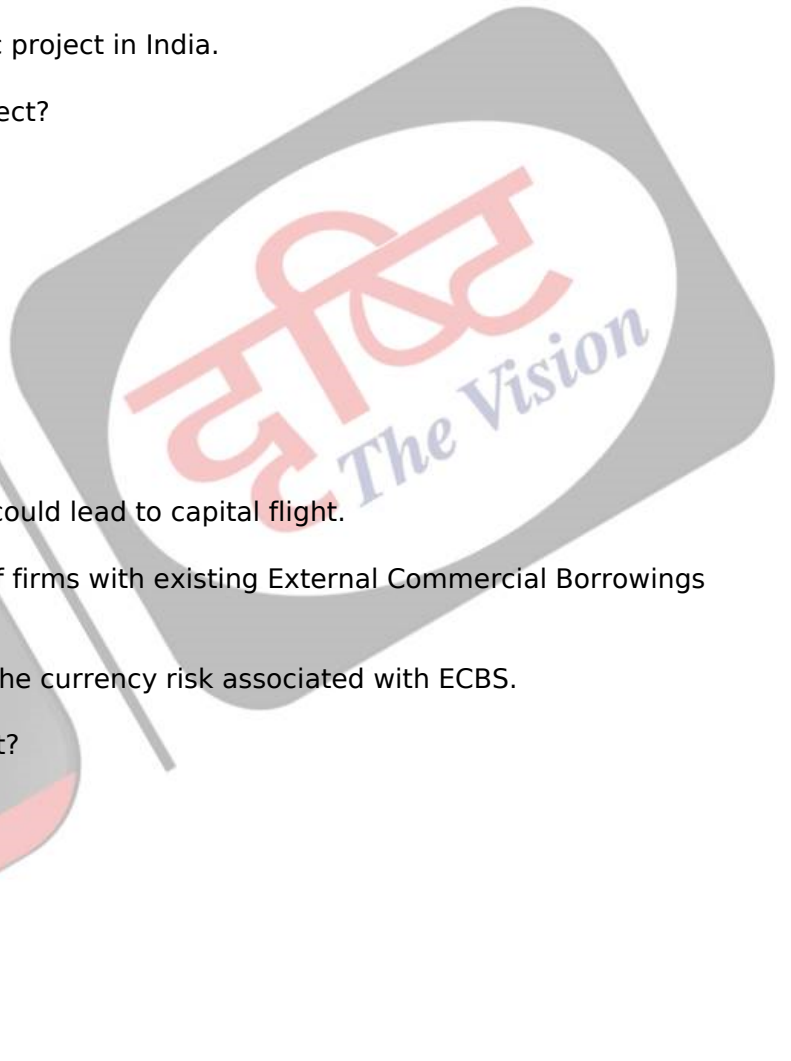 project in India.
ect?
दृष्टि
The Vision
could lead to capital flight.
f firms with existing External Commercial Borrowings
he currency risk associated with ECBS.
t?